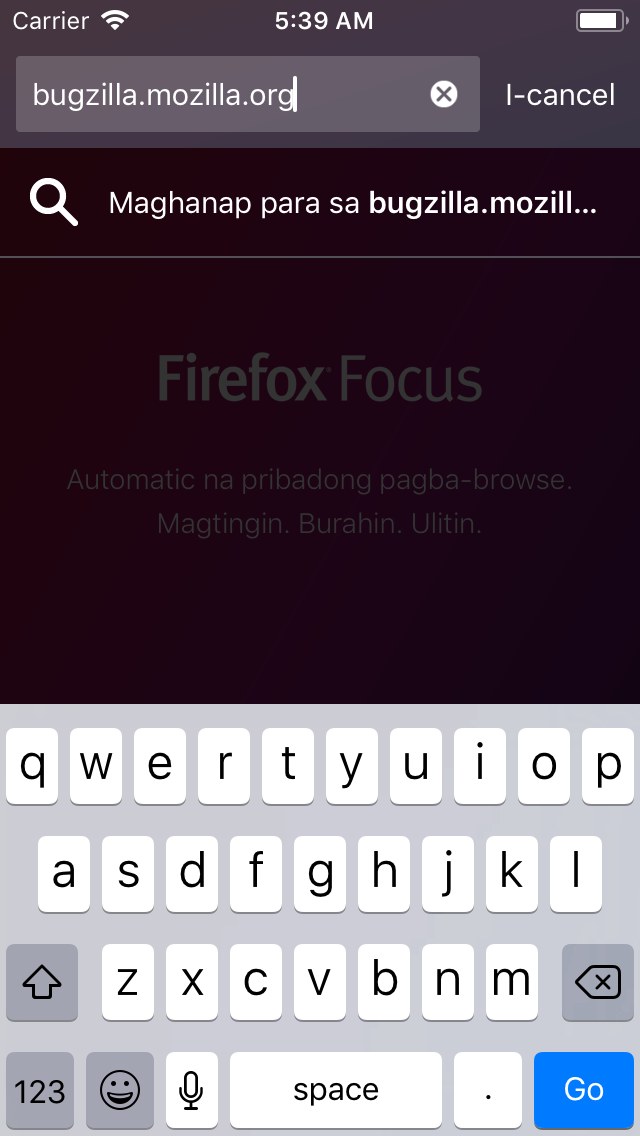 Carrier 5:39 AM
bugzilla.mozilla.org I-cancel
Maghanap para sa bugzilla.mozill...
Firefox Focus
Automatic na pribadong pagba-browse.
Magtingin. Burahin. Ulitin.
q w e r t y u i o p
a s d f g h j k l
z x c v b n m
123 space . Go